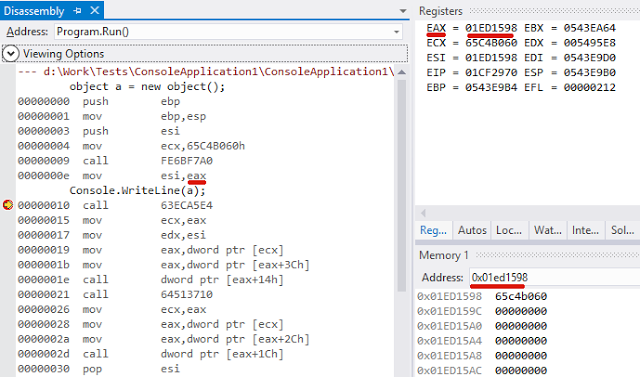 Disassembly
Address: Program.Run()
Viewing Options
--- d:\Work\Tests\ConsoleApplication1\ConsoleApplication1\
object a = new object();
00000000 push ebp
00000001 mov ebp,esp
00000003 push esi
00000004 mov ecx,65C4B060h
00000009 call FE6BF7A0
0000000e mov esi,eax
Console.WriteLine(a);
00000010 call 63ECA5E4
00000015 mov ecx,eax
00000017 mov edx,esi
00000019 mov eax,dword ptr [ecx]
0000001b mov eax,dword ptr [eax+3Ch]
0000001e call dword ptr [eax+14h]
00000021 call 64513710
00000026 mov ecx,eax
00000028 mov eax,dword ptr [ecx]
0000002a mov eax,dword ptr [eax+2Ch]
0000002d call dword ptr [eax+1Ch]
00000030 pop esi
Registers
EAX = 01ED1598 EBX = 0543EA64
ECX = 65C4B060 EDX = 005495E8
ESI = 01ED1598 EDI = 0543E9D0
EIP = 01CF2970 ESP = 0543E9B0
EBP = 0543E9B4 EFL = 00000212
Reg... Autos Loc... Wat... Inte... Sol...
Memory 1
Address: 0x01ed1598
0x01ED1598 65c4b060
0x01ED159C 00000000
0x01ED15A0 00000000
0x01ED15A4 00000000
0x01ED15A8 00000000
0x01ED15AC 00000000